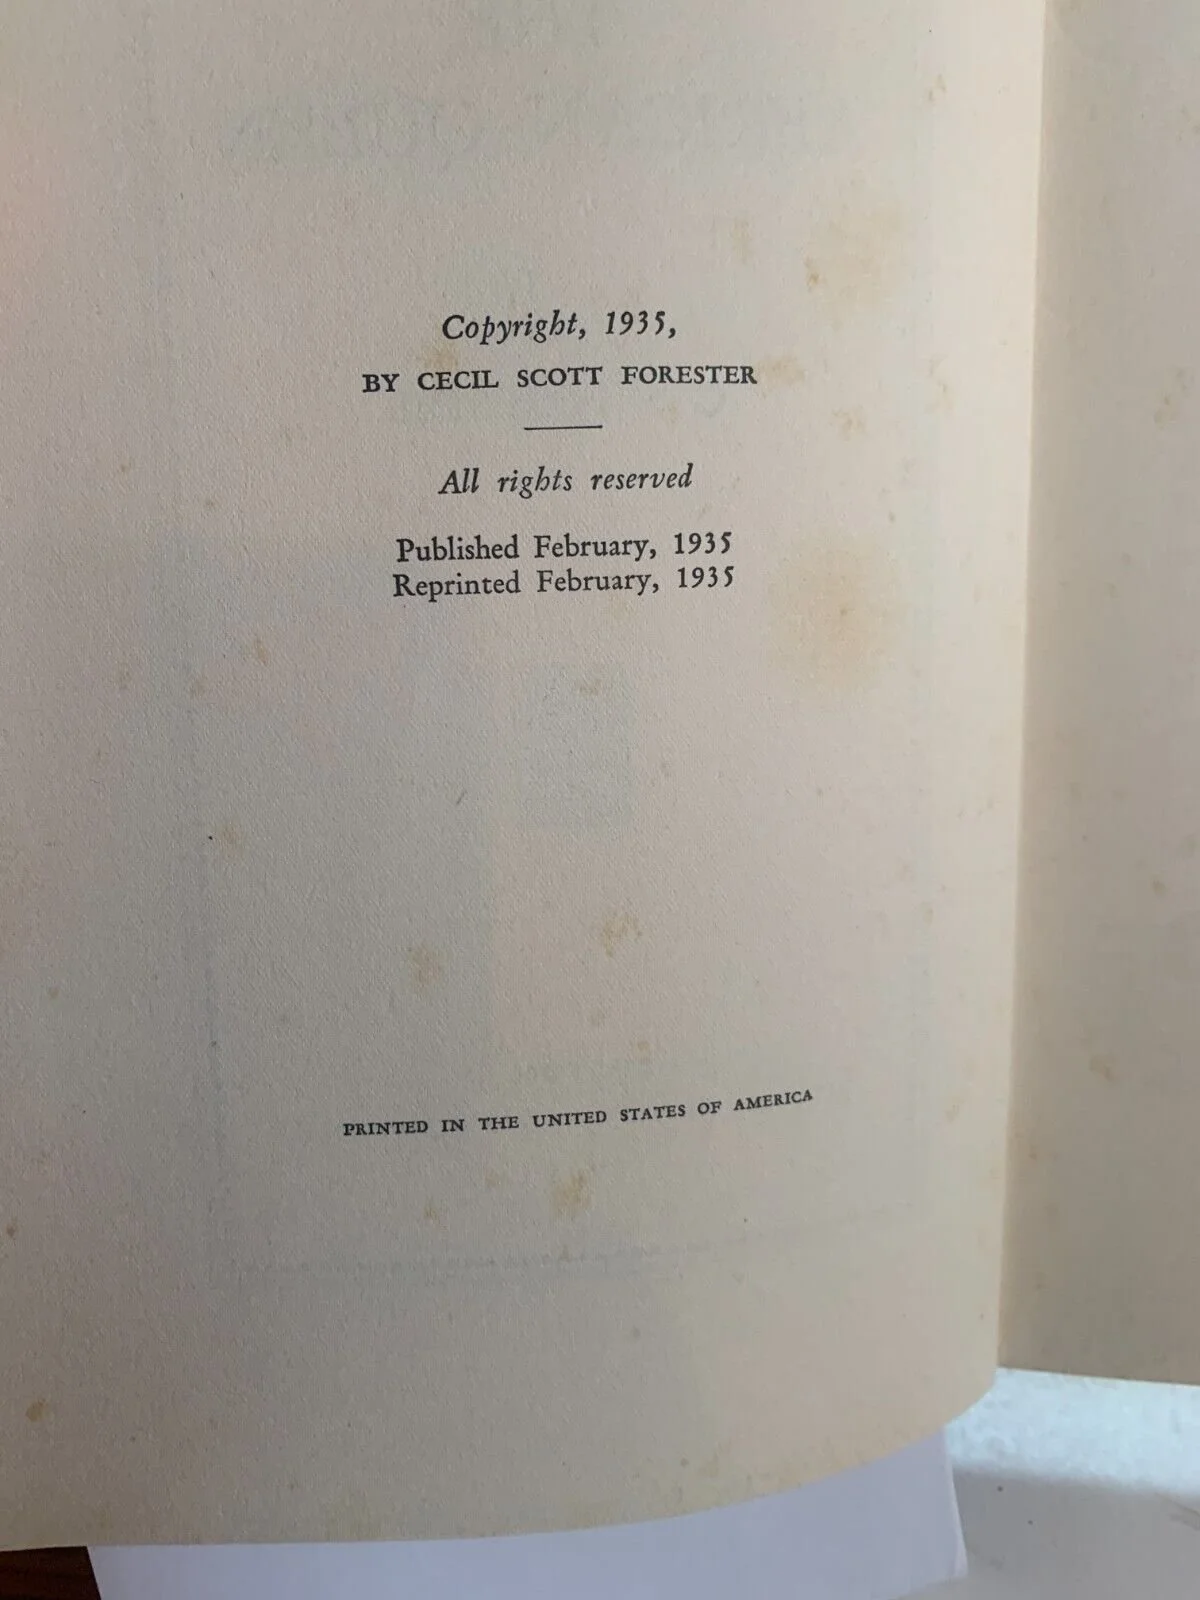 Copyright, 1935,
BY CECIL SCOTT FORESTER
All rights reserved
Published February, 1935
Reprinted February, 1935
PRINTED IN THE UNITED STATES OF AMERICA